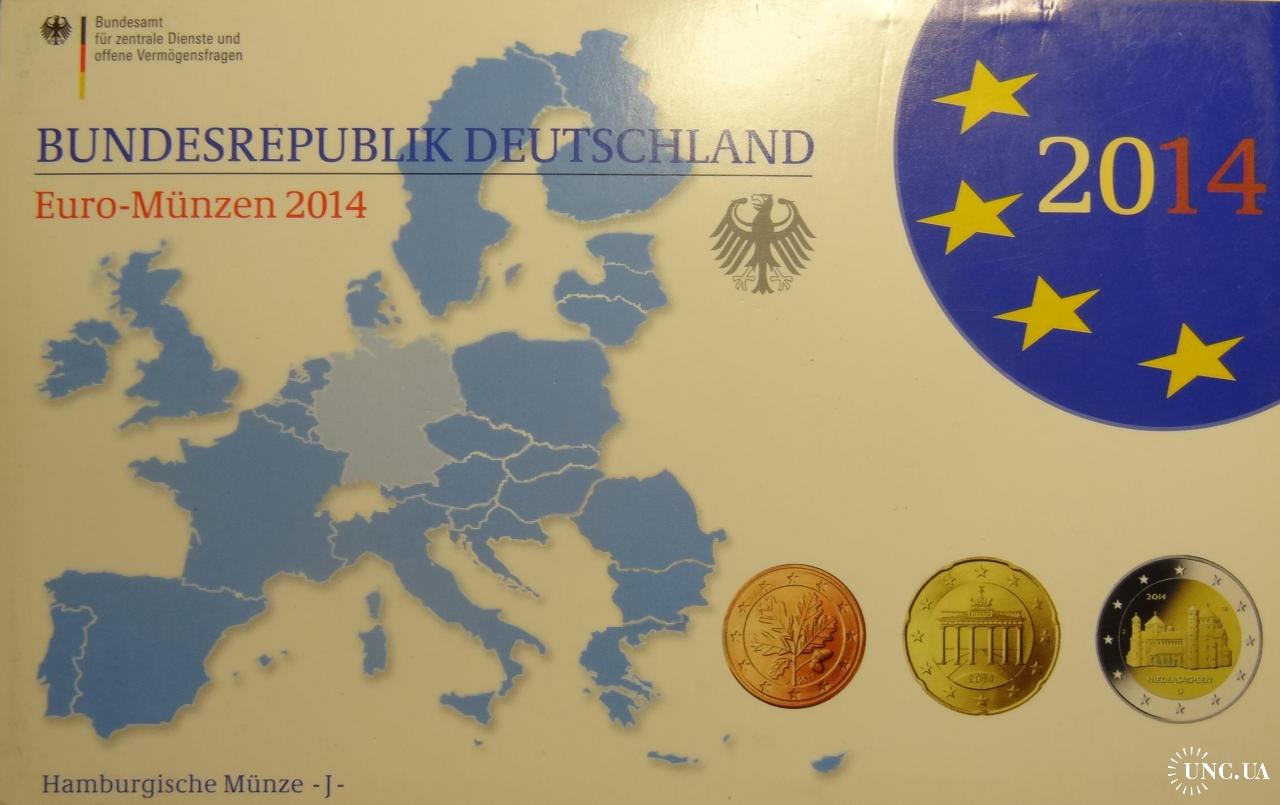 Bundesamt
für zentrale Dienste und
offene Vermögensfragen
BUNDESREPUBLIK DEUTSCHLAND
Euro-Münzen 2014
2014
2014
2014
NIEDERSACHSEN
D
Hamburgische Münze -J-
UNC.UA